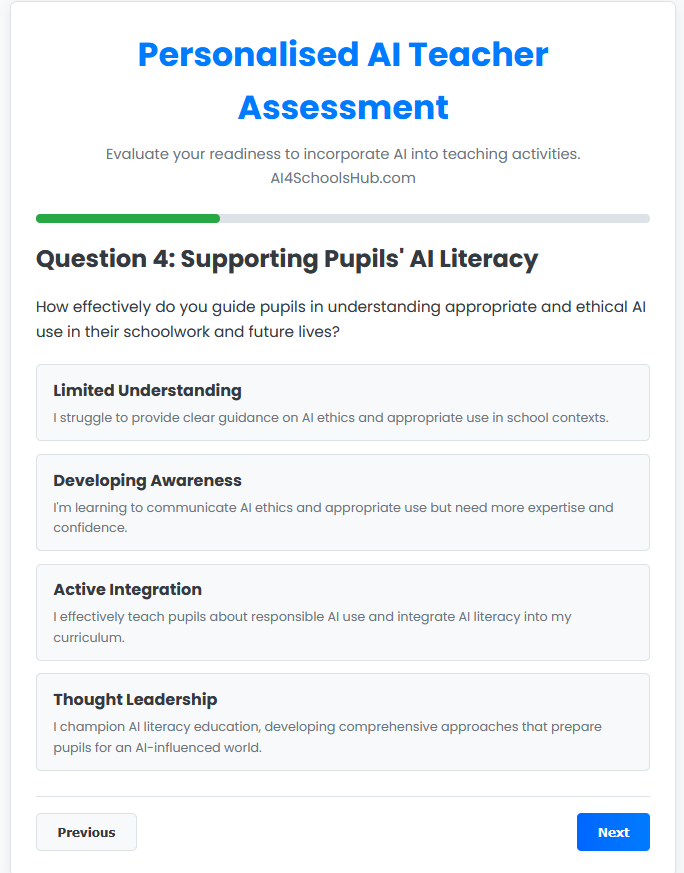 Personalised AI Teacher
Assessment
Evaluate your readiness to incorporate AI into teaching activities.
AI4SchoolsHub.com
Question 4: Supporting Pupils' AI Literacy
How effectively do you guide pupils in understanding appropriate and ethical AI
use in their schoolwork and future lives?
Limited Understanding
I struggle to provide clear guidance on AI ethics and appropriate use in school contexts.
Developing Awareness
I'm learning to communicate AI ethics and appropriate use but need more expertise and
confidence.
Active Integration
I effectively teach pupils about responsible AI use and integrate AI literacy into my
curriculum.
Thought Leadership
I champion AI literacy education, developing comprehensive approaches that prepare
pupils for an AI-influenced world.
Previous
Next